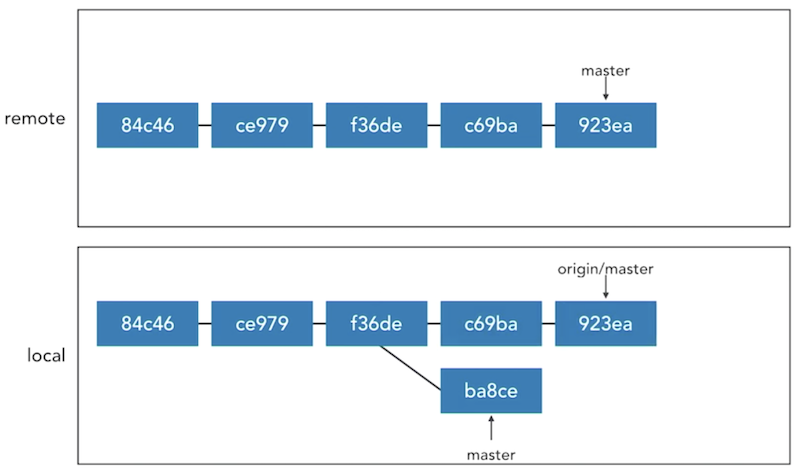 master
remote
84c46 ce979 f36de c69ba 923ea
origin/master
84c46 ce979 f36de c69ba 923ea
local
ba8ce
master